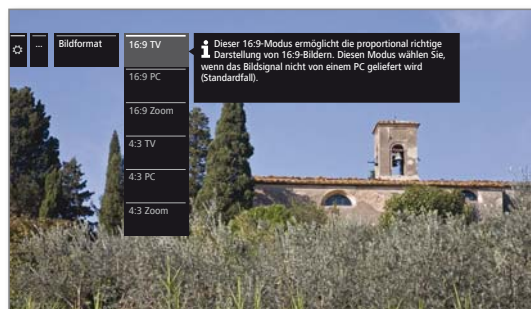 ...
Bildformat
16:9 TV
Dieser 16:9-Modus ermöglicht die proportional richtige
Darstellung von 16:9-Bildern. Diesen Modus wählen Sie,
wenn das Bildsignal nicht von einem PC geliefert wird
(Standardfall).
16:9 PC
16:9 Zoom
4:3 TV
4:3 PC
4:3 Zoom